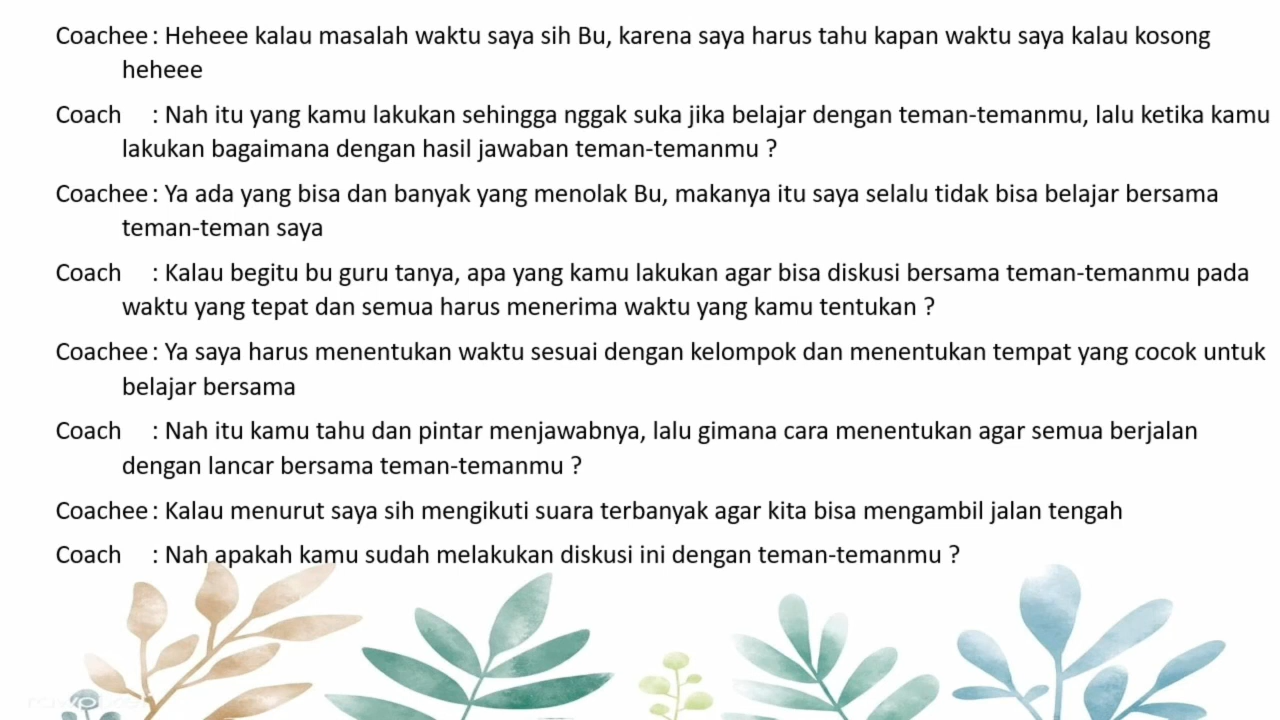 Coachee : Heheee kalau masalah waktu saya sih Bu, karena saya harus tahu kapan waktu saya kalau kosong
heheee
Coach : Nah itu yang kamu lakukan sehingga nggak suka jika belajar dengan teman-temanmu, lalu ketika kamu
lakukan bagaimana dengan hasil jawaban teman-temanmu ?
Coachee : Ya ada yang bisa dan banyak yang menolak Bu, makanya itu saya selalu tidak bisa belajar bersama
teman-teman saya
Coach : Kalau begitu bu guru tanya, apa yang kamu lakukan agar bisa diskusi bersama teman-temanmu pada
waktu yang tepat dan semua harus menerima waktu yang kamu tentukan ?
Coachee : Ya saya harus menentukan waktu sesuai dengan kelompok dan menentukan tempat yang cocok untuk
belajar bersama
Coach : Nah itu kamu tahu dan pintar menjawabnya, lalu gimana cara menentukan agar semua berjalan
dengan lancar bersama teman-temanmu ?
Coachee : Kalau menurut saya sih mengikuti suara terbanyak agar kita bisa mengambil jalan tengah
Coach : Nah apakah kamu sudah melakukan diskusi ini dengan teman-temanmu ?